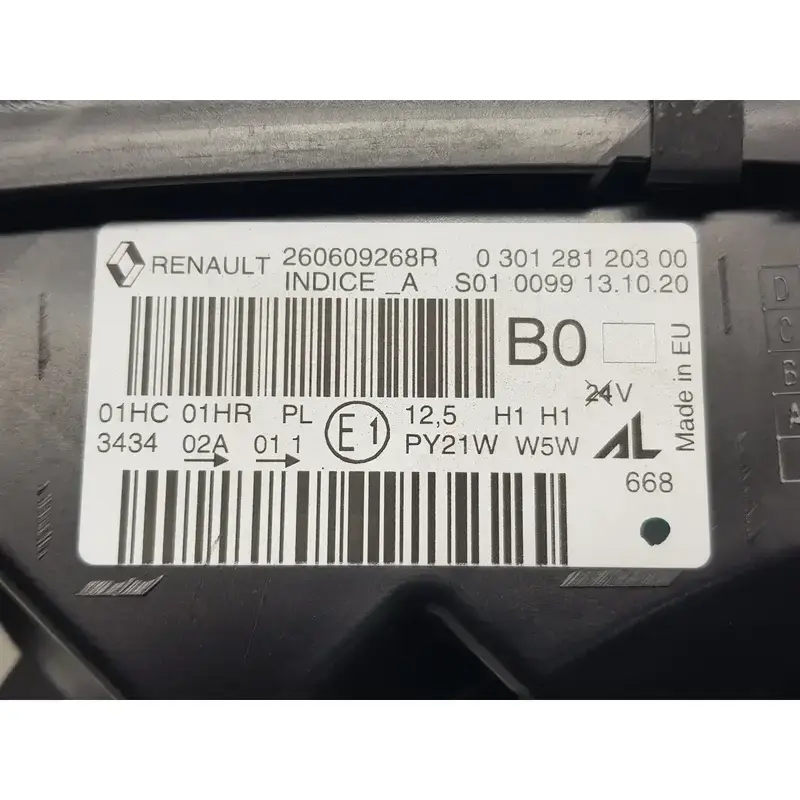 RENAULT 260609268R 0 301 281 203 00
INDICE _A S01 0099 13.10.20
B0
Made in EU
24V
01HC 01HR PL E1 12,5 H1 H1
3434 02A 01 1 PY21W W5W AL
668
D
C
B
A